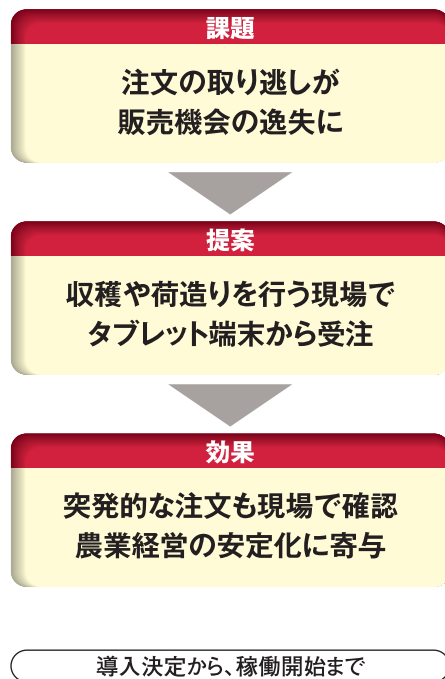 課題
注文の取り逃しが
販売機会の逸失に
提案
収穫や荷造りを行う現場で
タブレット端末から受注
効果
突発的な注文も現場で確認
農業経営の安定化に寄与
導入決定から、稼働開始まで